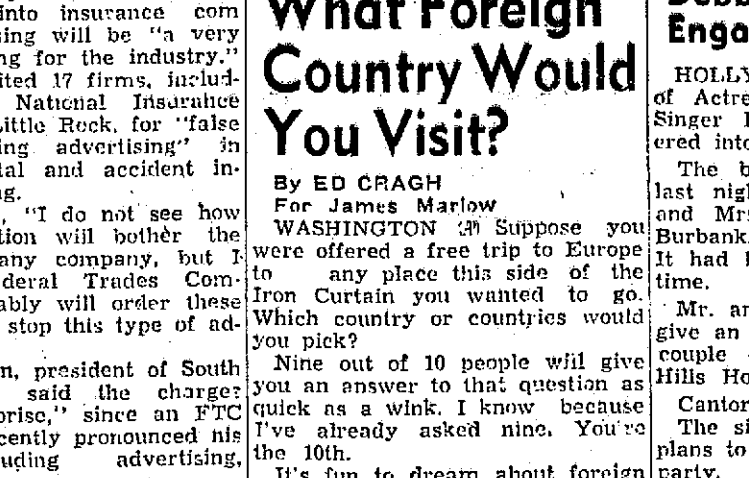 into insurance com
sing will be "a very
ng for the industry."
ited 17 firms, includ-
National Insurance
Little Rock, for "false
ing advertising" in
tal and accident in-
g.
, "I do not see how
tion will bother the
any company, but I
deral Trades Com-
ably will order these
stop this type of ad-
n, president of South
said the charges
prise," since an FTC
cently pronounced his
uding advertising,
What Foreign
Country Would
You Visit?
By ED CRAGH
For James Marlow
WASHINGTON Suppose you
were offered a free trip to Europe
to any place this side of the
Iron Curtain you wanted to go.
Which country or countries would
you pick?
Nine out of 10 people will give
you an answer to that question as
quick as a wink. I know because
I've already asked nine. You're
the 10th.
It's fun to dream about foreign
Enga
HOLLY
of Actre
Singer
ered into
The b
last nigh
and Mrs
Burbank.
It had
time.
Mr. an
give an
couple
Hills Ho
Cantor
The si
plans to
party.